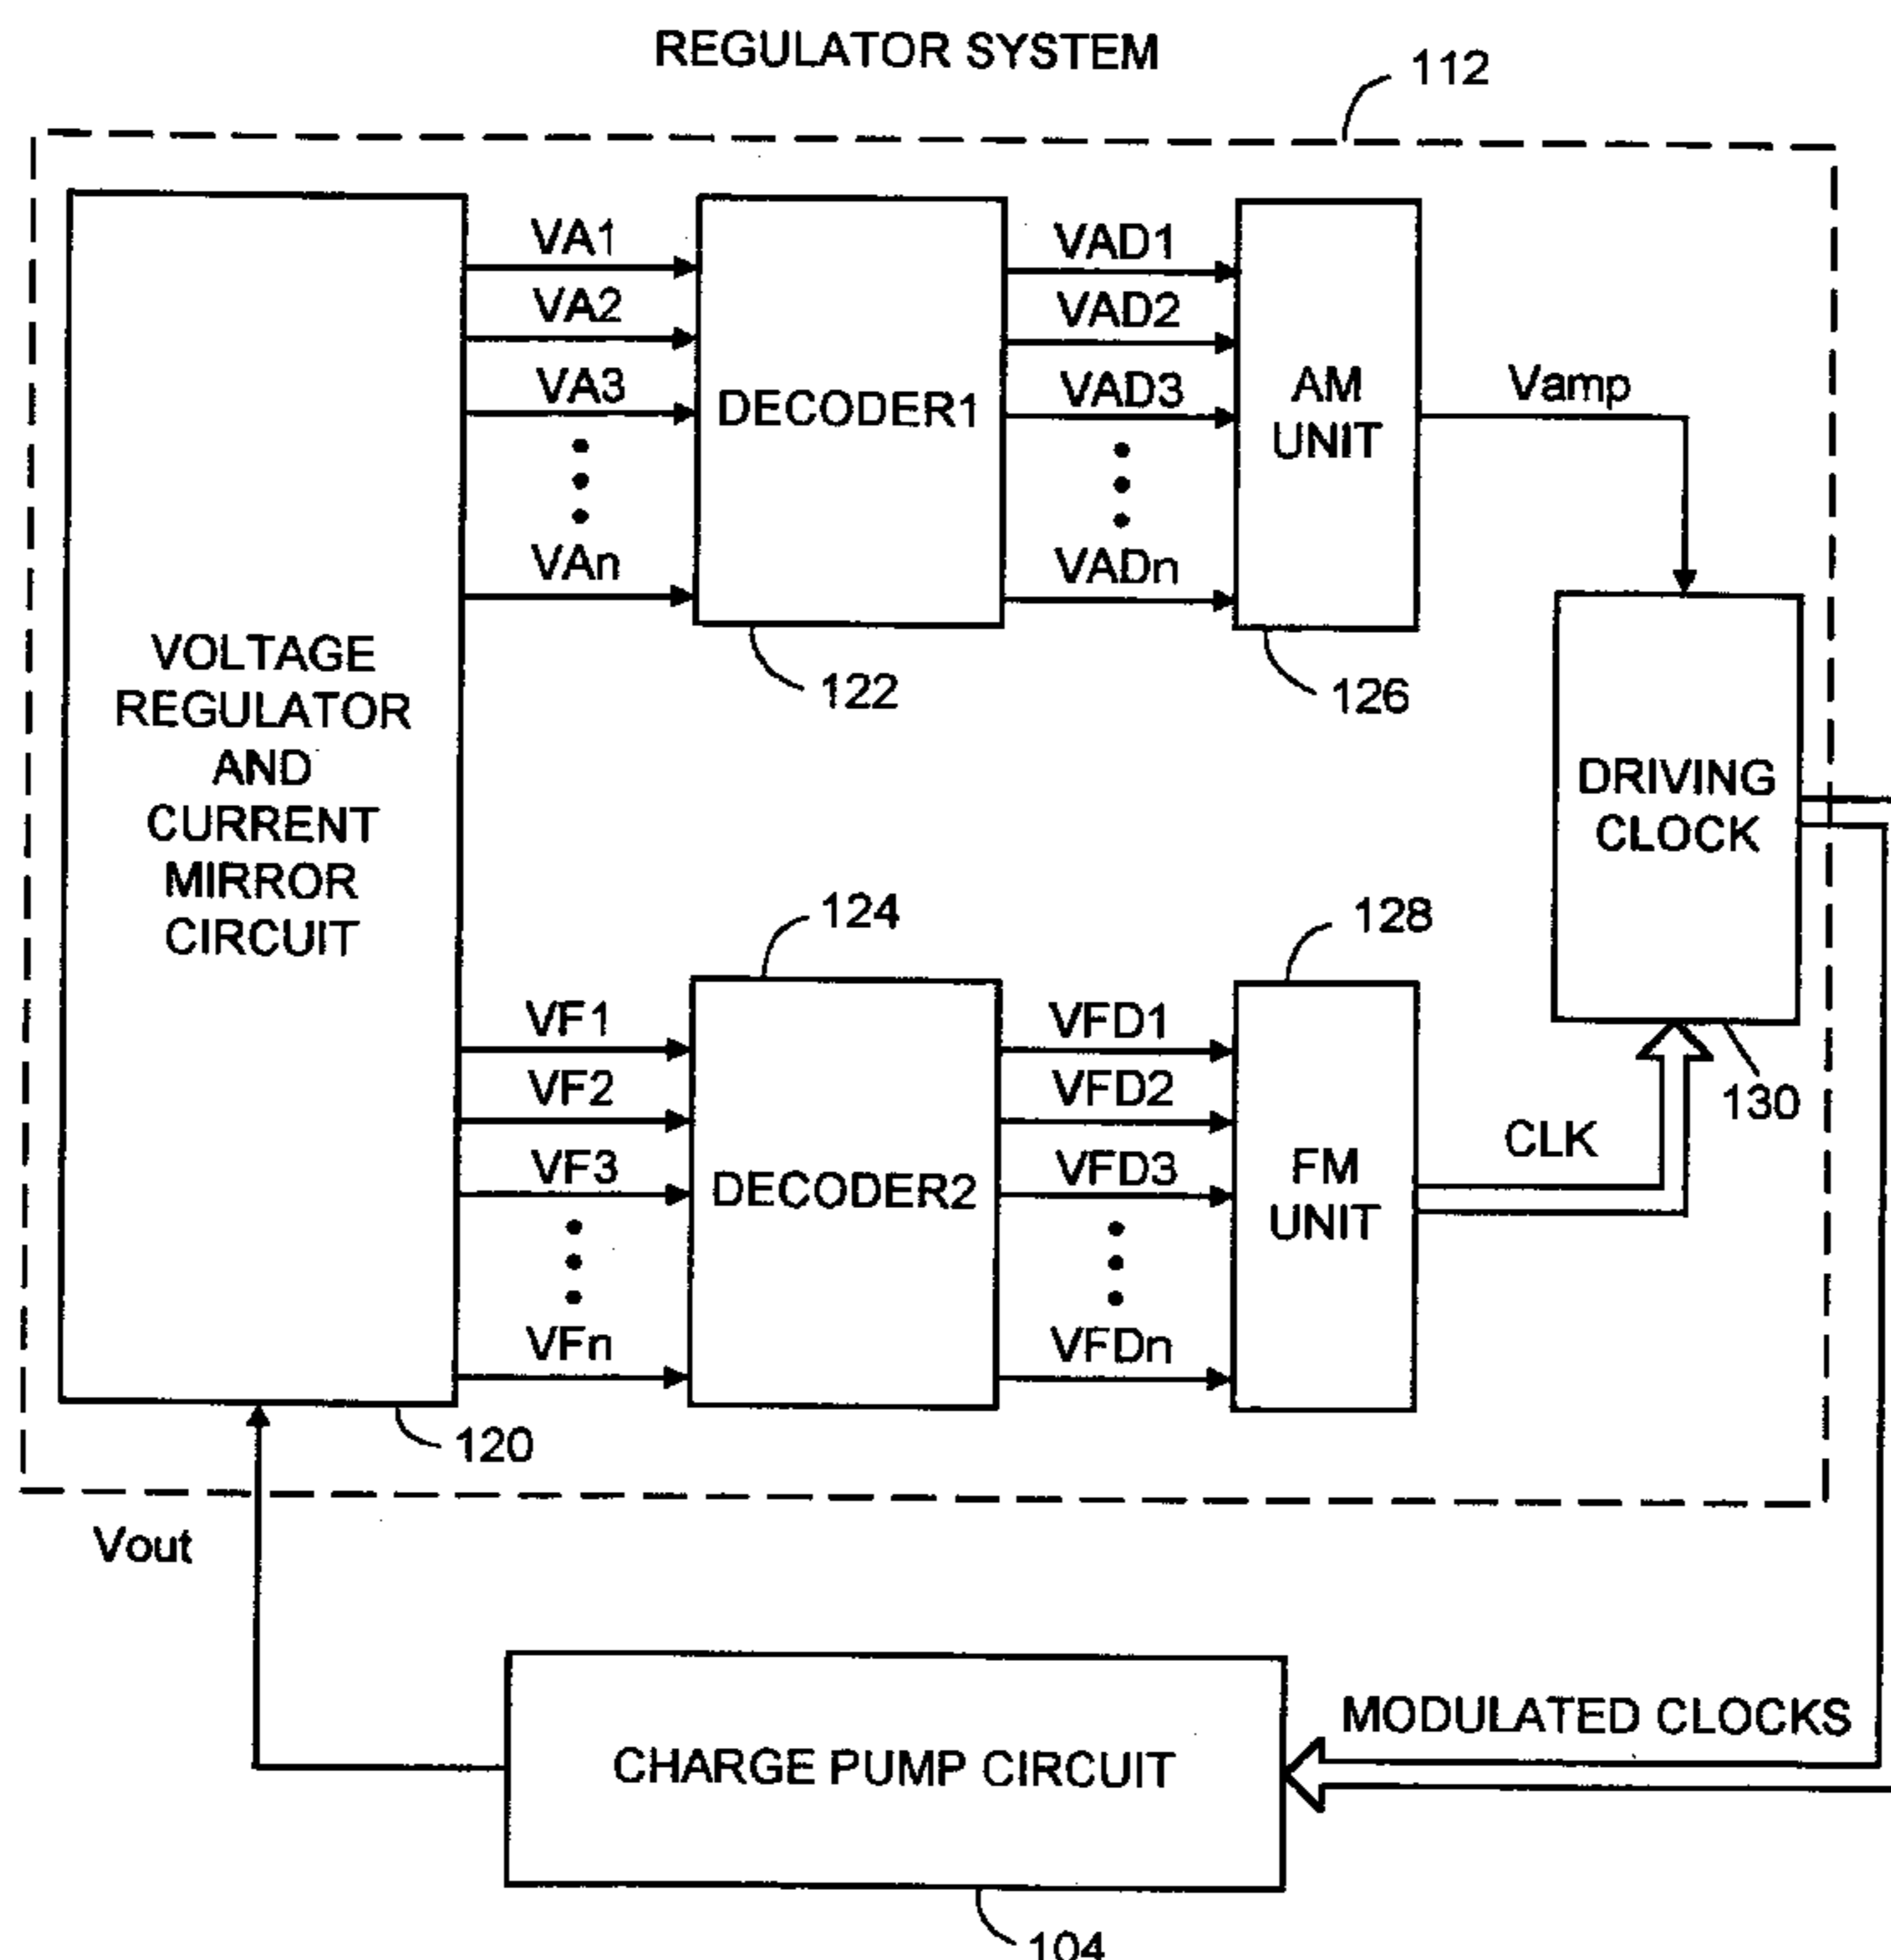 REGULATOR SYSTEM
112
VA1
VA2
VA3
VAn
DECODER1
122
VAD1
VAD2
VAD3
VADn
AM
UNIT
126
Vamp
VOLTAGE
REGULATOR
AND
CURRENT
MIRROR
CIRCUIT
120
DRIVING
CLOCK
130
124
VF1
VF2
VF3
VFn
DECODER2
VFD1
VFD2
VFD3
VFDn
128
FM
UNIT
CLK
Vout
CHARGE PUMP CIRCUIT
MODULATED CLOCKS
104